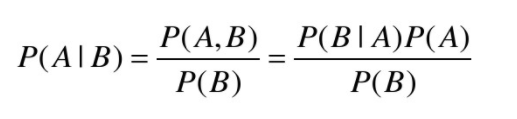 P(A|B) = P(A,B) / P(B) = P(B|A)P(A) / P(B)